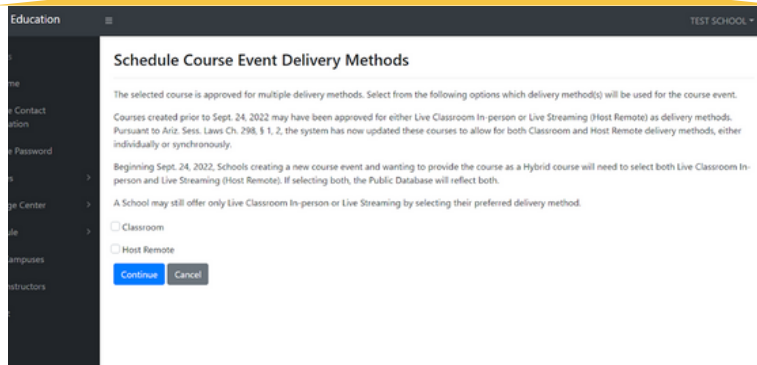 Education
TEST SCHOOL
Schedule Course Event Delivery Methods
The selected course is approved for multiple delivery methods. Select from the following options which delivery method(s) will be used for the course event.
Courses created prior to Sept. 24, 2022 may have been approved for either Live Classroom In-person or Live Streaming (Host Remote) as delivery methods.
Pursuant to Ariz. Sess. Laws Ch. 298, § 1, 2, the system has now updated these courses to allow for both Classroom and Host Remote delivery methods, either
individually or synchronously.
Beginning Sept. 24, 2022, Schools creating a new course event and wanting to provide the course as a Hybrid course will need to select both Live Classroom In-
person and Live Streaming (Host Remote). If selecting both, the Public Database will reflect both.
A School may still offer only Live Classroom In-person or Live Streaming by selecting their preferred delivery method.
Classroom
Host Remote
Continue Cancel
me
e Contact
ation
e Password
s
ge Center
ule
ampuses
nstructors